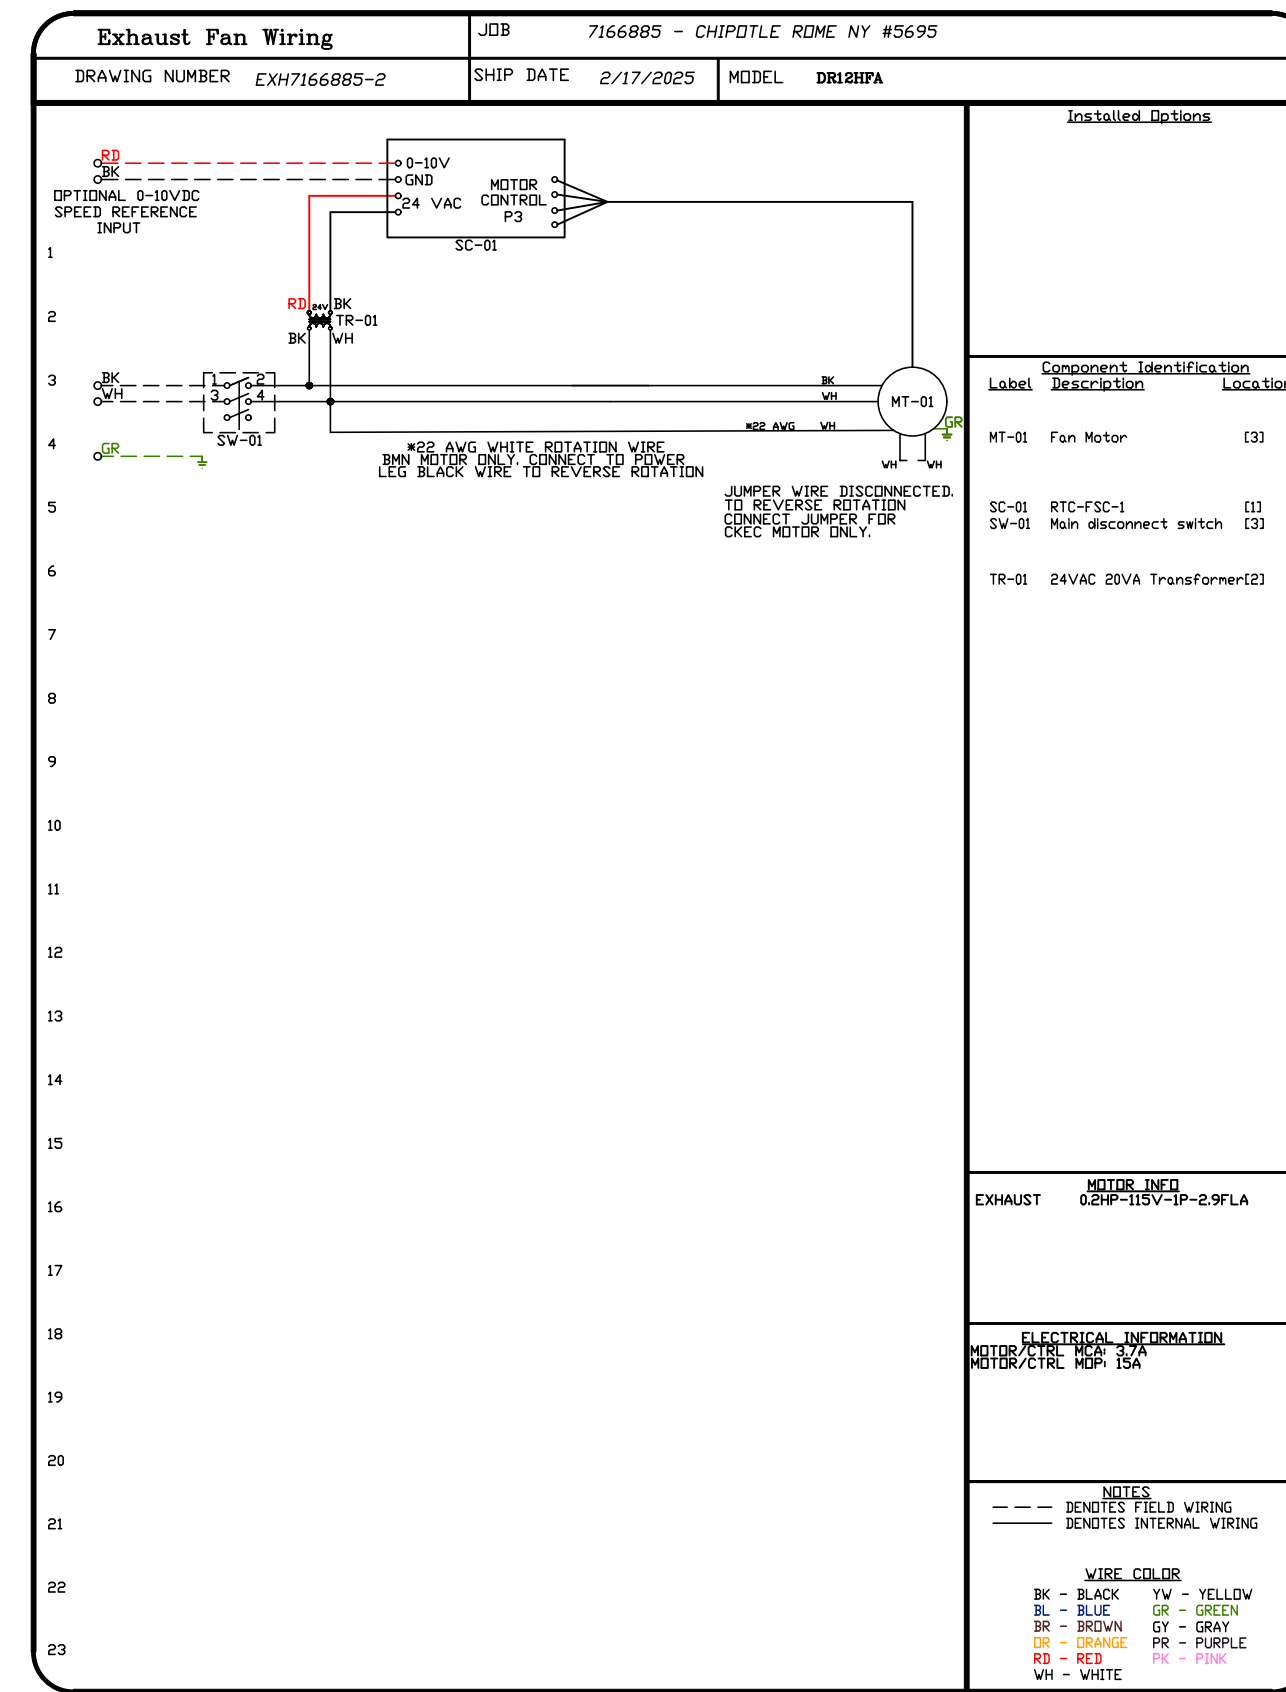 Exhaust Fan Wiring
JOB 7166885 - CHIPOTLE ROME NY #5695
DRAWING NUMBER EXH7166885-2
SHIP DATE 2/17/2025
MODEL DR12HFA
Installed Options
RD
BK
OPTIONAL 0-10VDC
SPEED REFERENCE
INPUT
0-10V
GND
24 VAC
MOTOR
CONTROL
P3
SC-01
RD 24V BK
TR-01
BK WH
BK
WH
1 2
3 4
SW-01
GR
BK
WH
*22 AWG WH
MT-01
GR
WH WH
*22 AWG WHITE ROTATION WIRE
BMN MOTOR ONLY. CONNECT TO POWER
LEG BLACK WIRE TO REVERSE ROTATION
JUMPER WIRE DISCONNECTED.
TO REVERSE ROTATION
CONNECT JUMPER FOR
CKEC MOTOR ONLY.
1
2
3
4
5
6
7
8
9
10
11
12
13
14
15
16
17
18
19
20
21
22
23
Component Identification
Label Description Location
MT-01 Fan Motor [3]
SC-01 RTC-FSC-1 [1]
SW-01 Main disconnect switch [3]
TR-01 24VAC 20VA Transformer[2]
MOTOR INFO
EXHAUST 0.2HP-115V-1P-2.9FLA
ELECTRICAL INFORMATION
MOTOR/CTRL MCA: 3.7A
MOTOR/CTRL MOP: 15A
NOTES
DENOTES FIELD WIRING
DENOTES INTERNAL WIRING
WIRE COLOR
BK - BLACK YW - YELLOW
BL - BLUE GR - GREEN
BR - BROWN GY - GRAY
OR - ORANGE PR - PURPLE
RD - RED PK - PINK
WH - WHITE